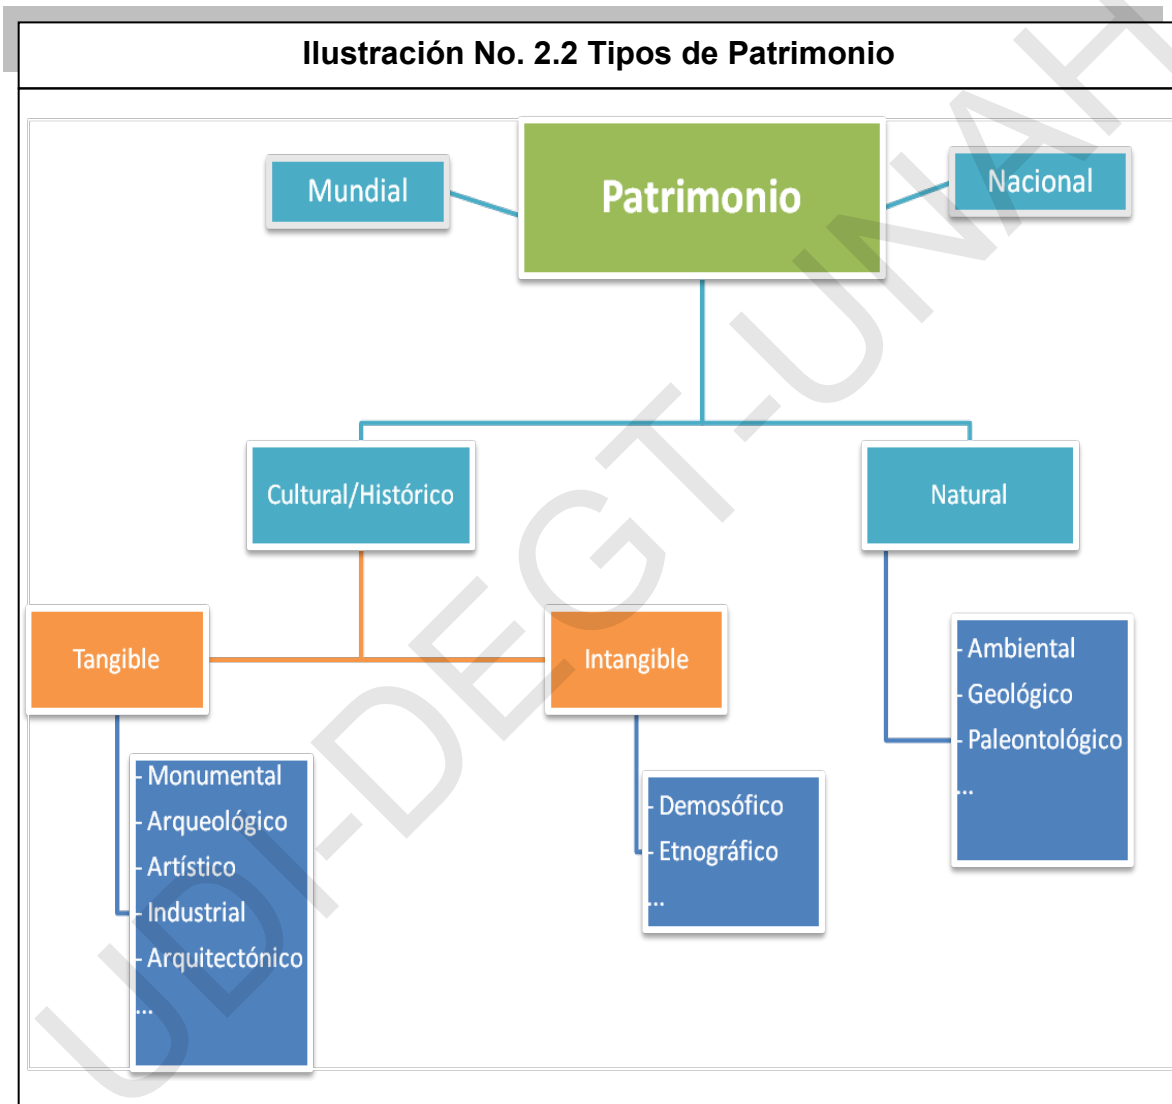 Ilustración No. 2.2 Tipos de Patrimonio
Mundial
Patrimonio
Nacional
Cultural/Histórico
Natural
Tangible
Intangible
- Monumental
- Arqueológico
- Artístico
- Industrial
- Arquitectónico
...
- Demosófico
- Etnográfico
...
- Ambiental
- Geológico
- Paleontológico
...
UDI-DEGT-UNAH